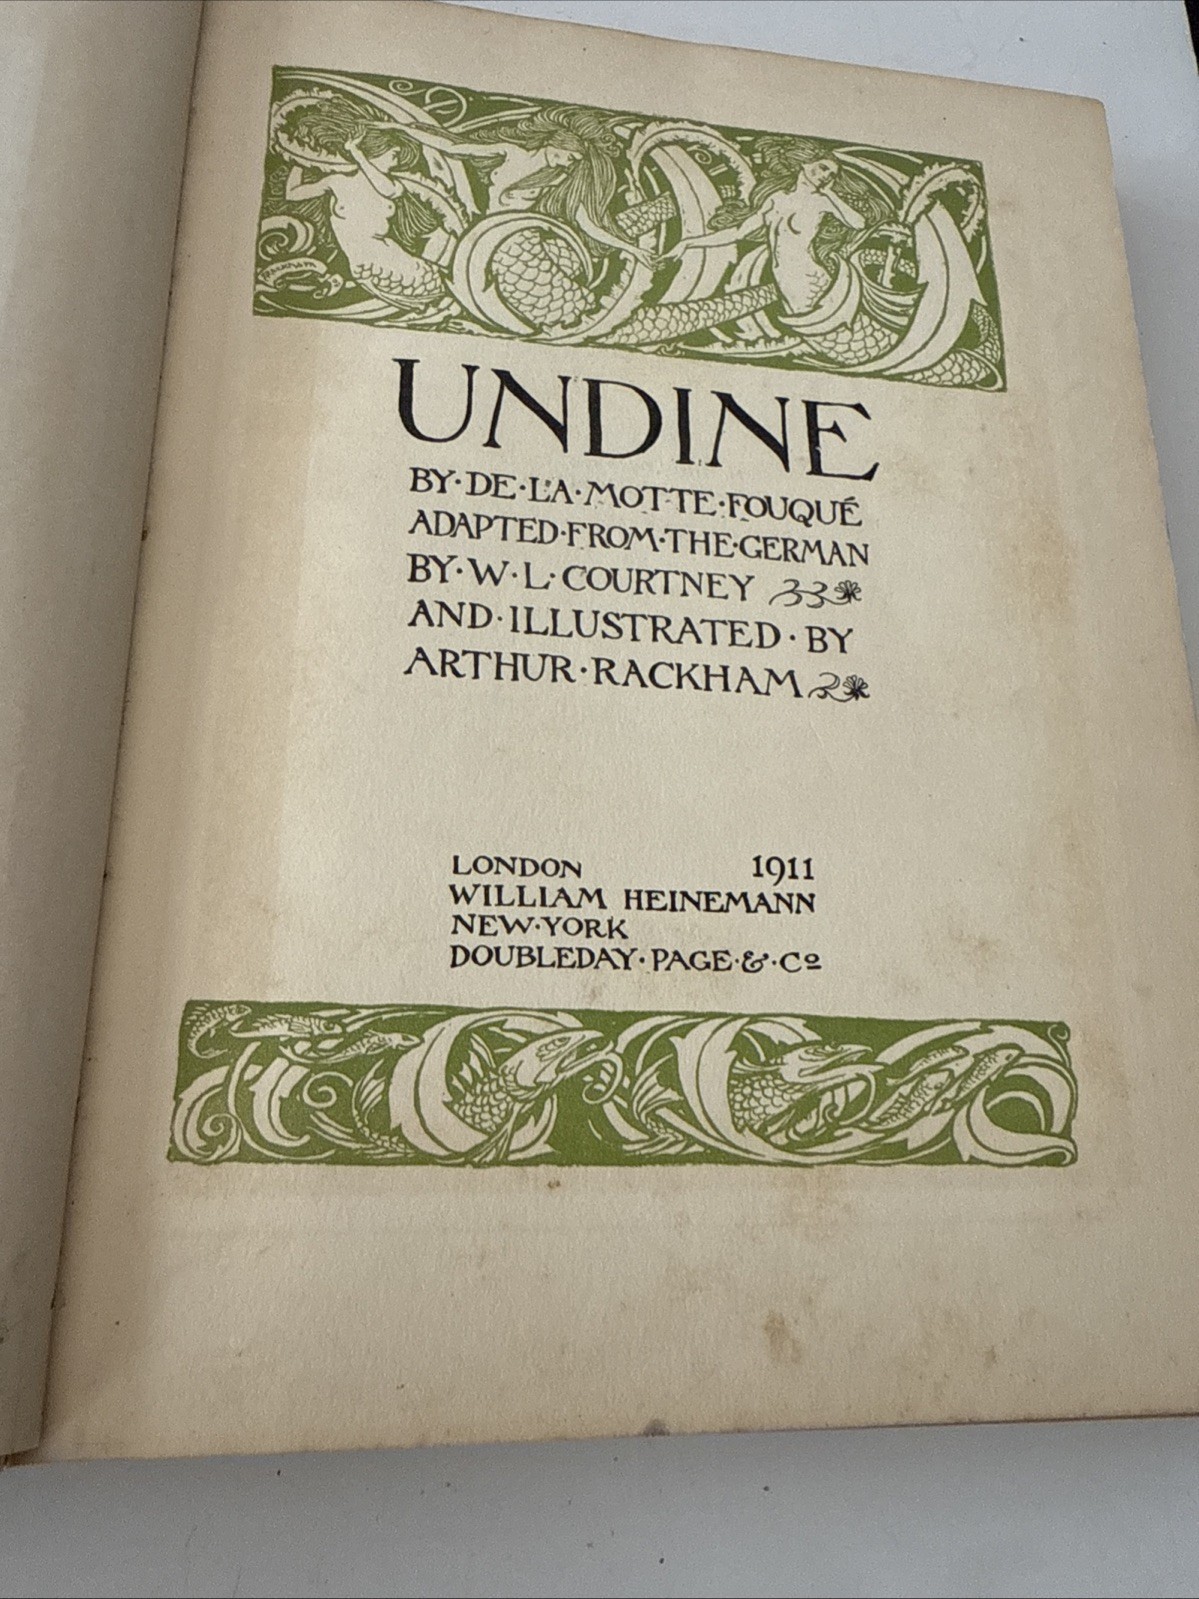 UNDINE
BY·DE·LA·MOTTE·FOUQUÉ
ADAPTED·FROM·THE·GERMAN
BY·W·L·COURTNEY
AND·ILLUSTRATED·BY
ARTHUR·RACKHAM
LONDON 1911
WILLIAM HEINEMANN
NEW·YORK
DOUBLEDAY·PAGE·&·Cº